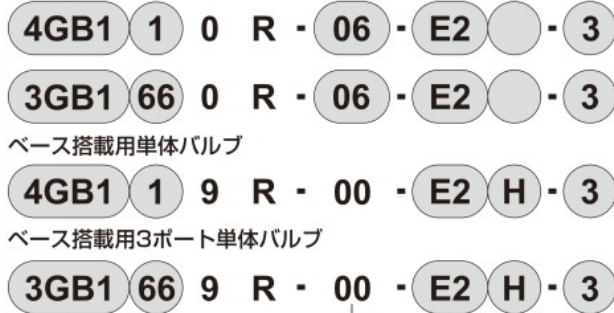 4GB1 1 0 R - 06 - E2 - 3
3GB1 66 0 R - 06 - E2 - 3
ベース搭載用単体バルブ
4GB1 1 9 R - 00 - E2 H - 3
ベース搭載用3ポート単体バルブ
3GB1 66 9 R - 00 - E2 H - 3